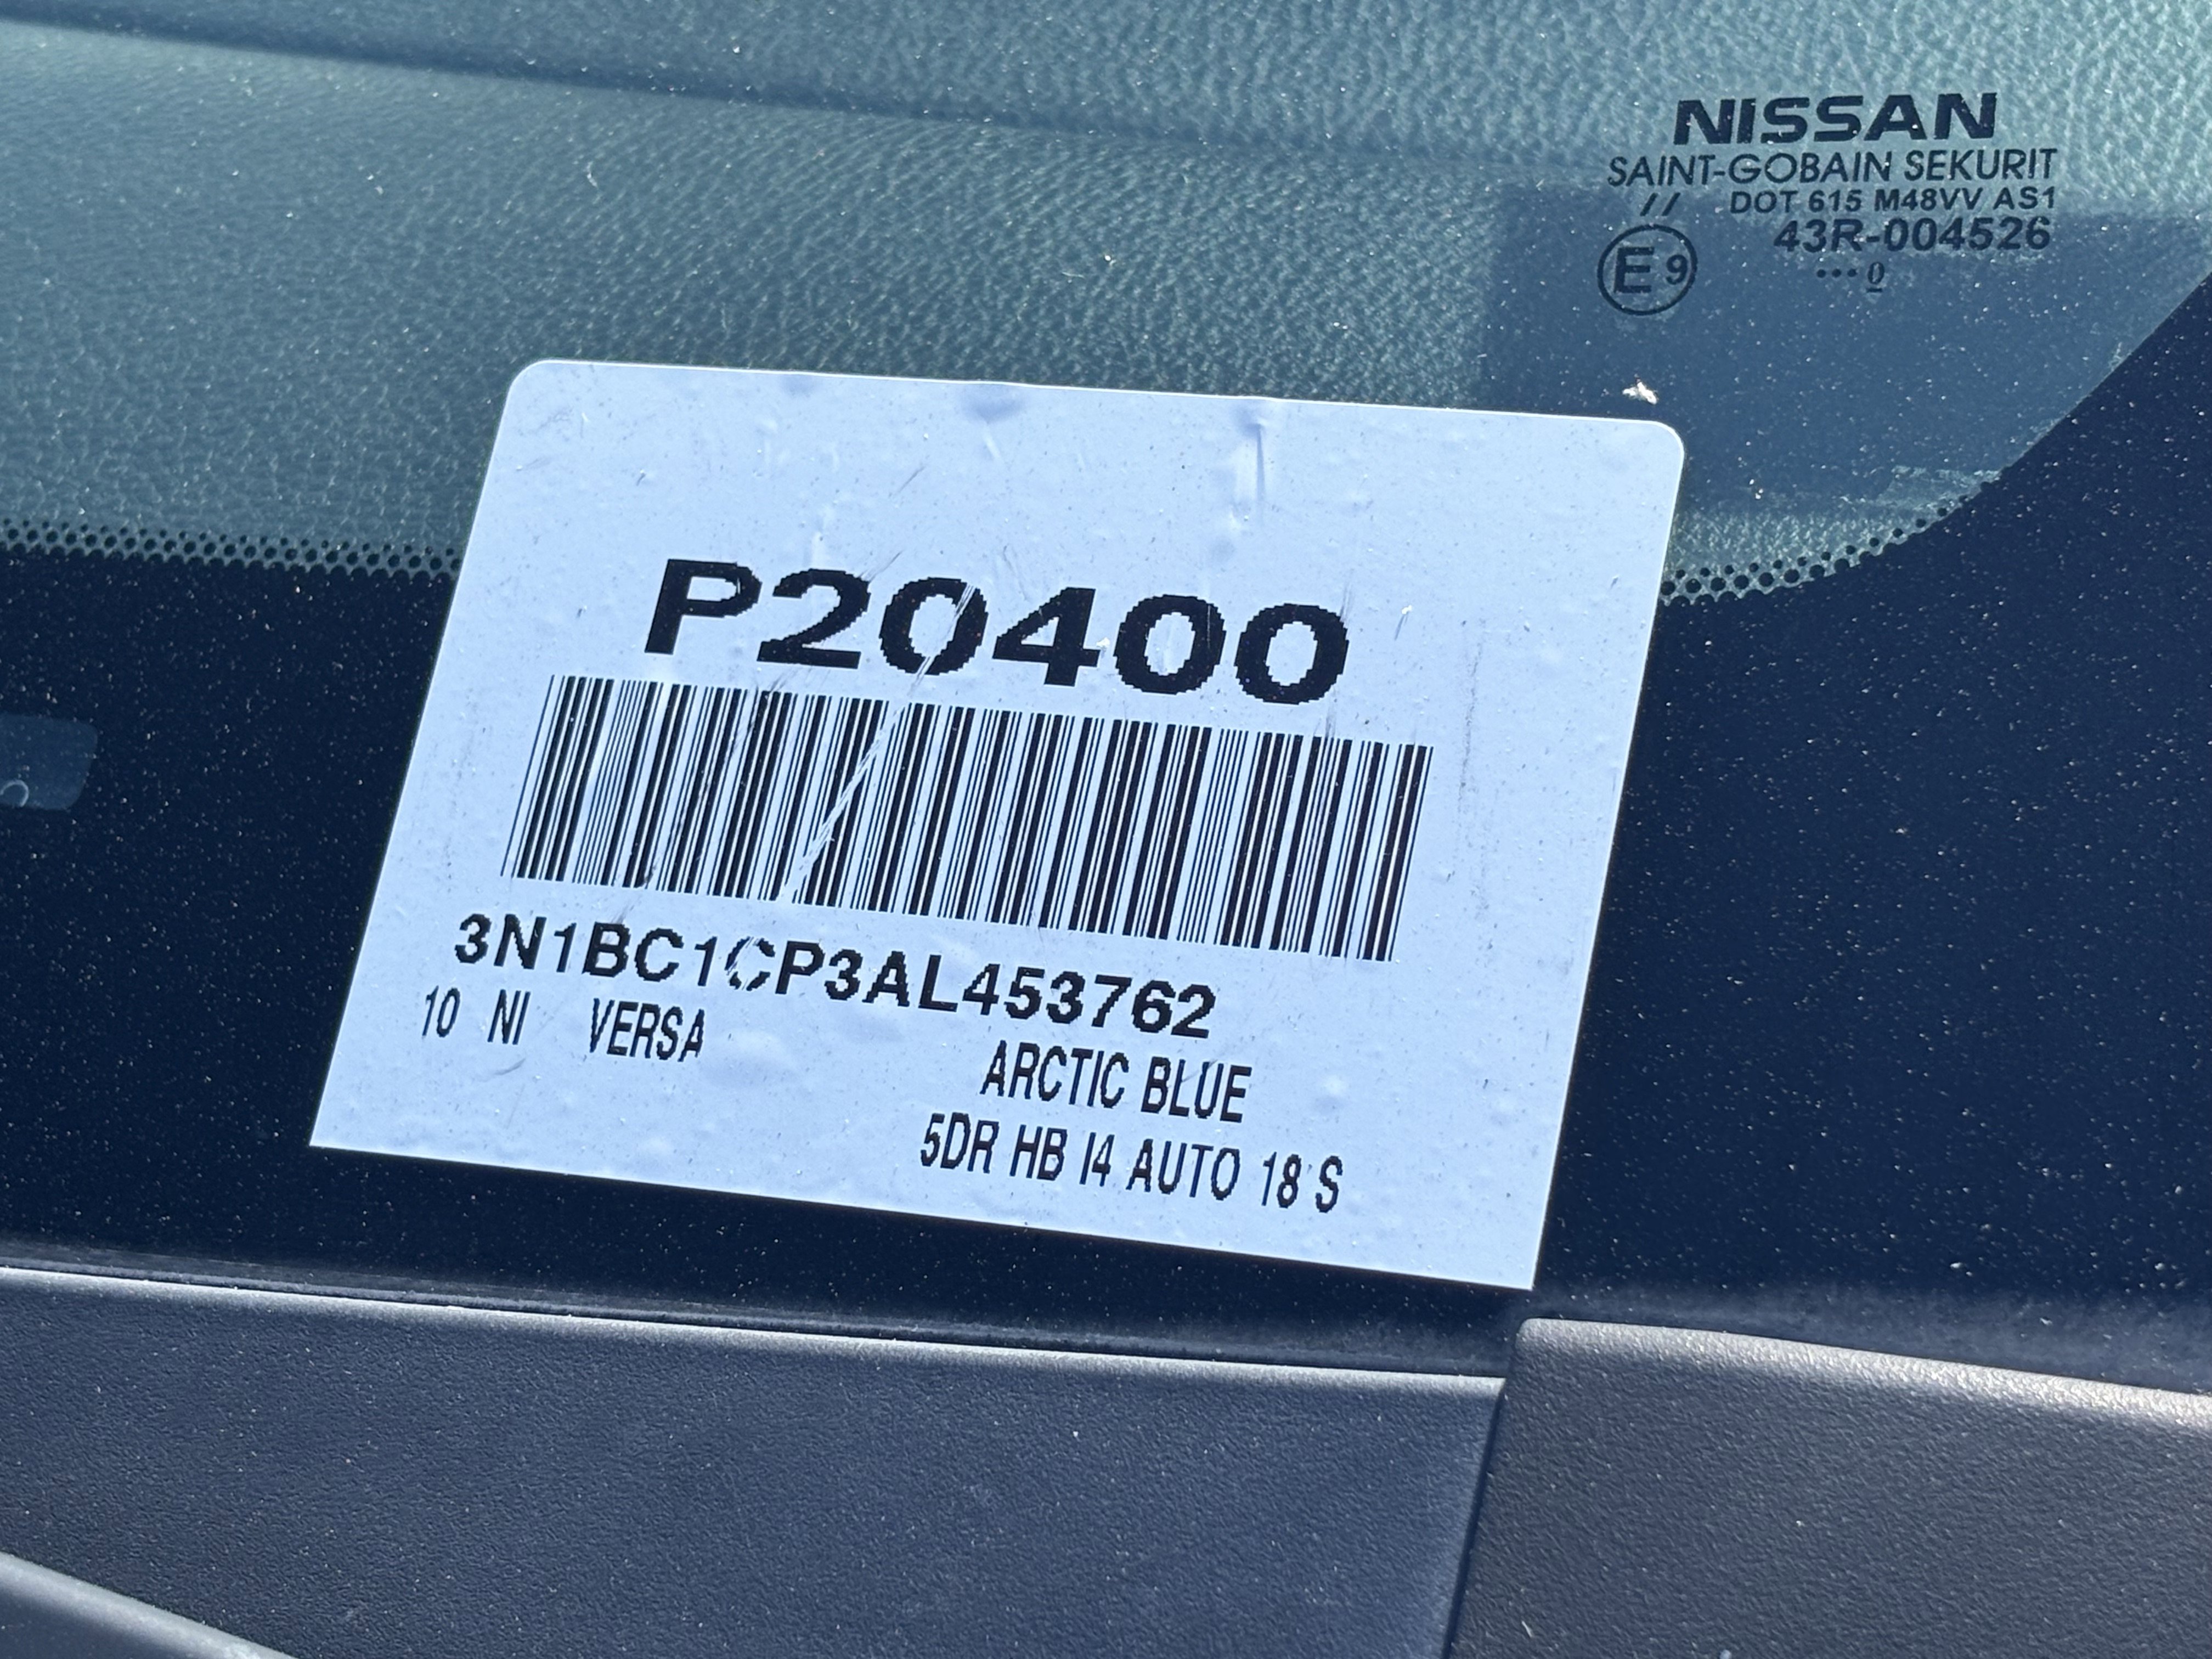 NISSAN
SAINT-GOBAIN SEKURIT
// DOT 615 M48VV AS1
43R-004526
E9
•••0
P20400
3N1BC1CP3AL453762
10 NI VERSA
ARCTIC BLUE
5DR HB I4 AUTO 18 S